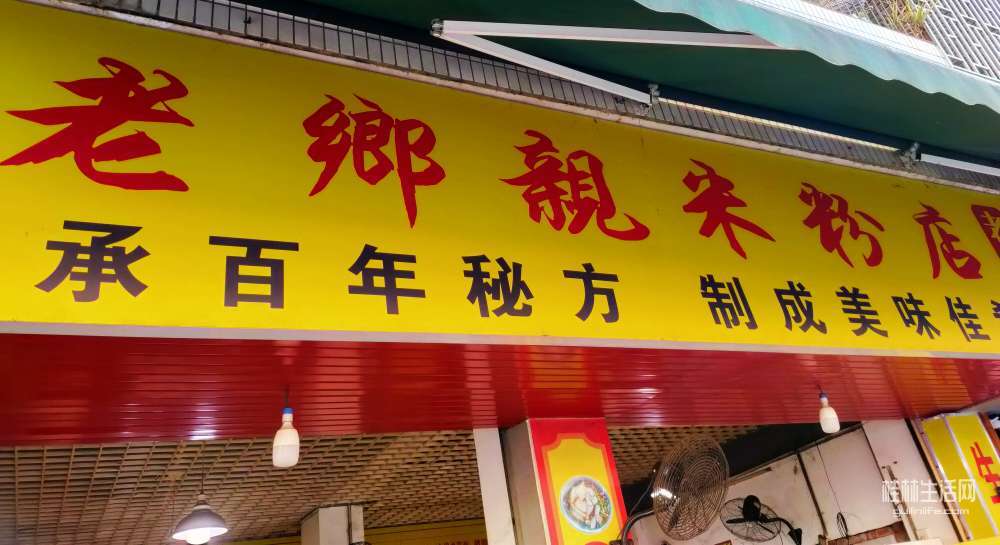 老鄉親米粉店
承百年秘方 制成美味佳
牛
桂林生活网
guilinlife.com